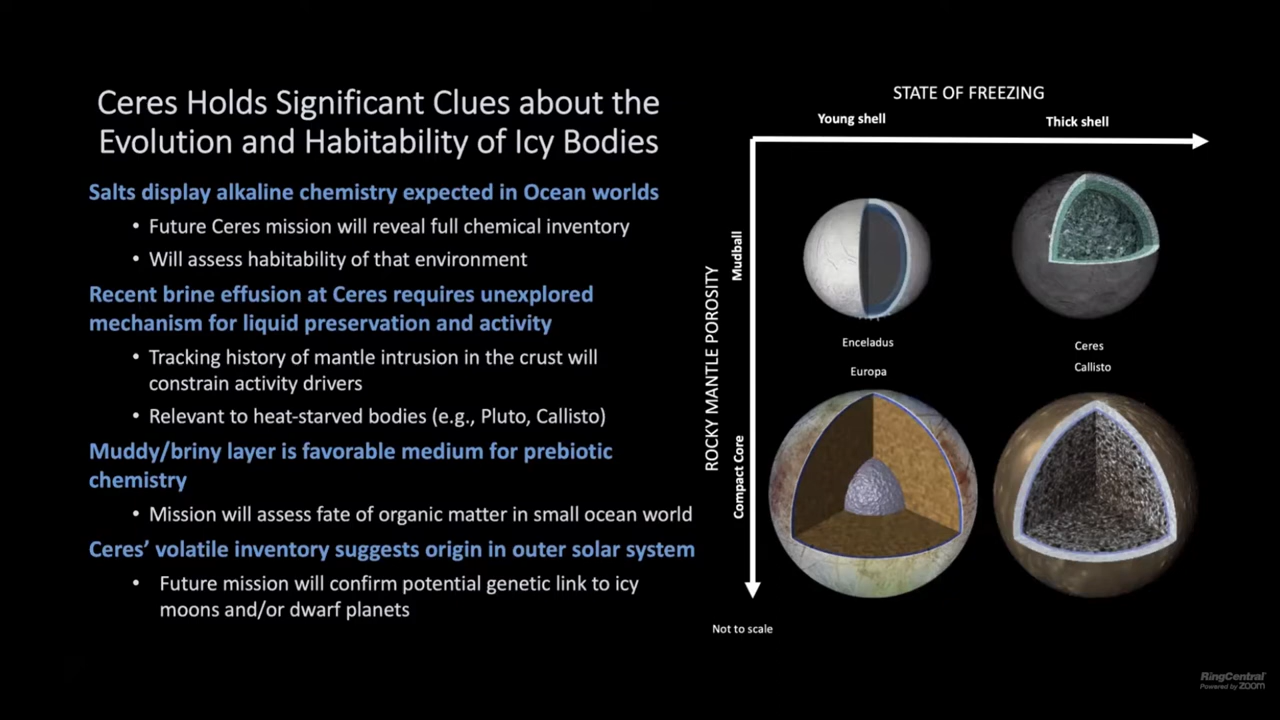 Ceres Holds Significant Clues about the
Evolution and Habitability of Icy Bodies
Salts display alkaline chemistry expected in Ocean worlds
• Future Ceres mission will reveal full chemical inventory
• Will assess habitability of that environment
Recent brine effusion at Ceres requires unexplored
mechanism for liquid preservation and activity
• Tracking history of mantle intrusion in the crust will
constrain activity drivers
• Relevant to heat-starved bodies (e.g., Pluto, Callisto)
Muddy/briny layer is favorable medium for prebiotic
chemistry
• Mission will assess fate of organic matter in small ocean world
Ceres’ volatile inventory suggests origin in outer solar system
• Future mission will confirm potential genetic link to icy
moons and/or dwarf planets
STATE OF FREEZING
Young shell
Thick shell
ROCKY MANTLE POROSITY
Mudball
Compact Core
Enceladus
Europa
Ceres
Callisto
Not to scale
RingCentral
Powered by zoom